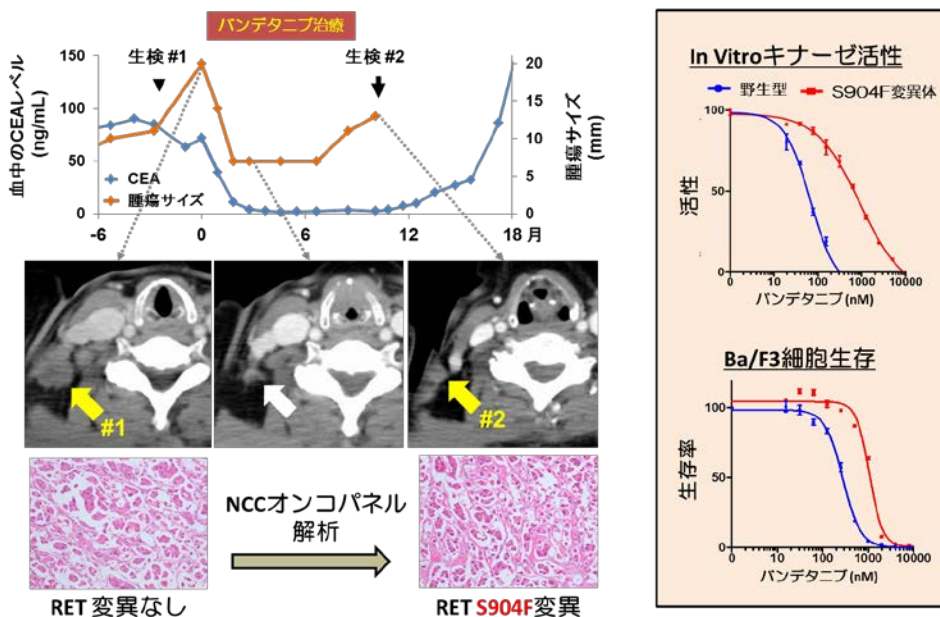 バンデタニブ治療
生検 #1
生検 #2
血中のCEAレベル
(ng/mL)
150
100
50
0
CEA
腫瘍サイズ
20
15
10
5
0
腫瘍サイズ
(mm)
-6
0
6
12
18 月
#1
#2
NCCオンコパネル
解析
RET 変異なし
RET S904F変異
In Vitroキナーゼ活性
野生型
S904F変異体
活性
100
50
0
0
10
100
1000
10000
バンデタニブ(nM)
Ba/F3細胞生存
生存率
100
50
0
0
10
100
1000
10000
バンデタニブ(nM)